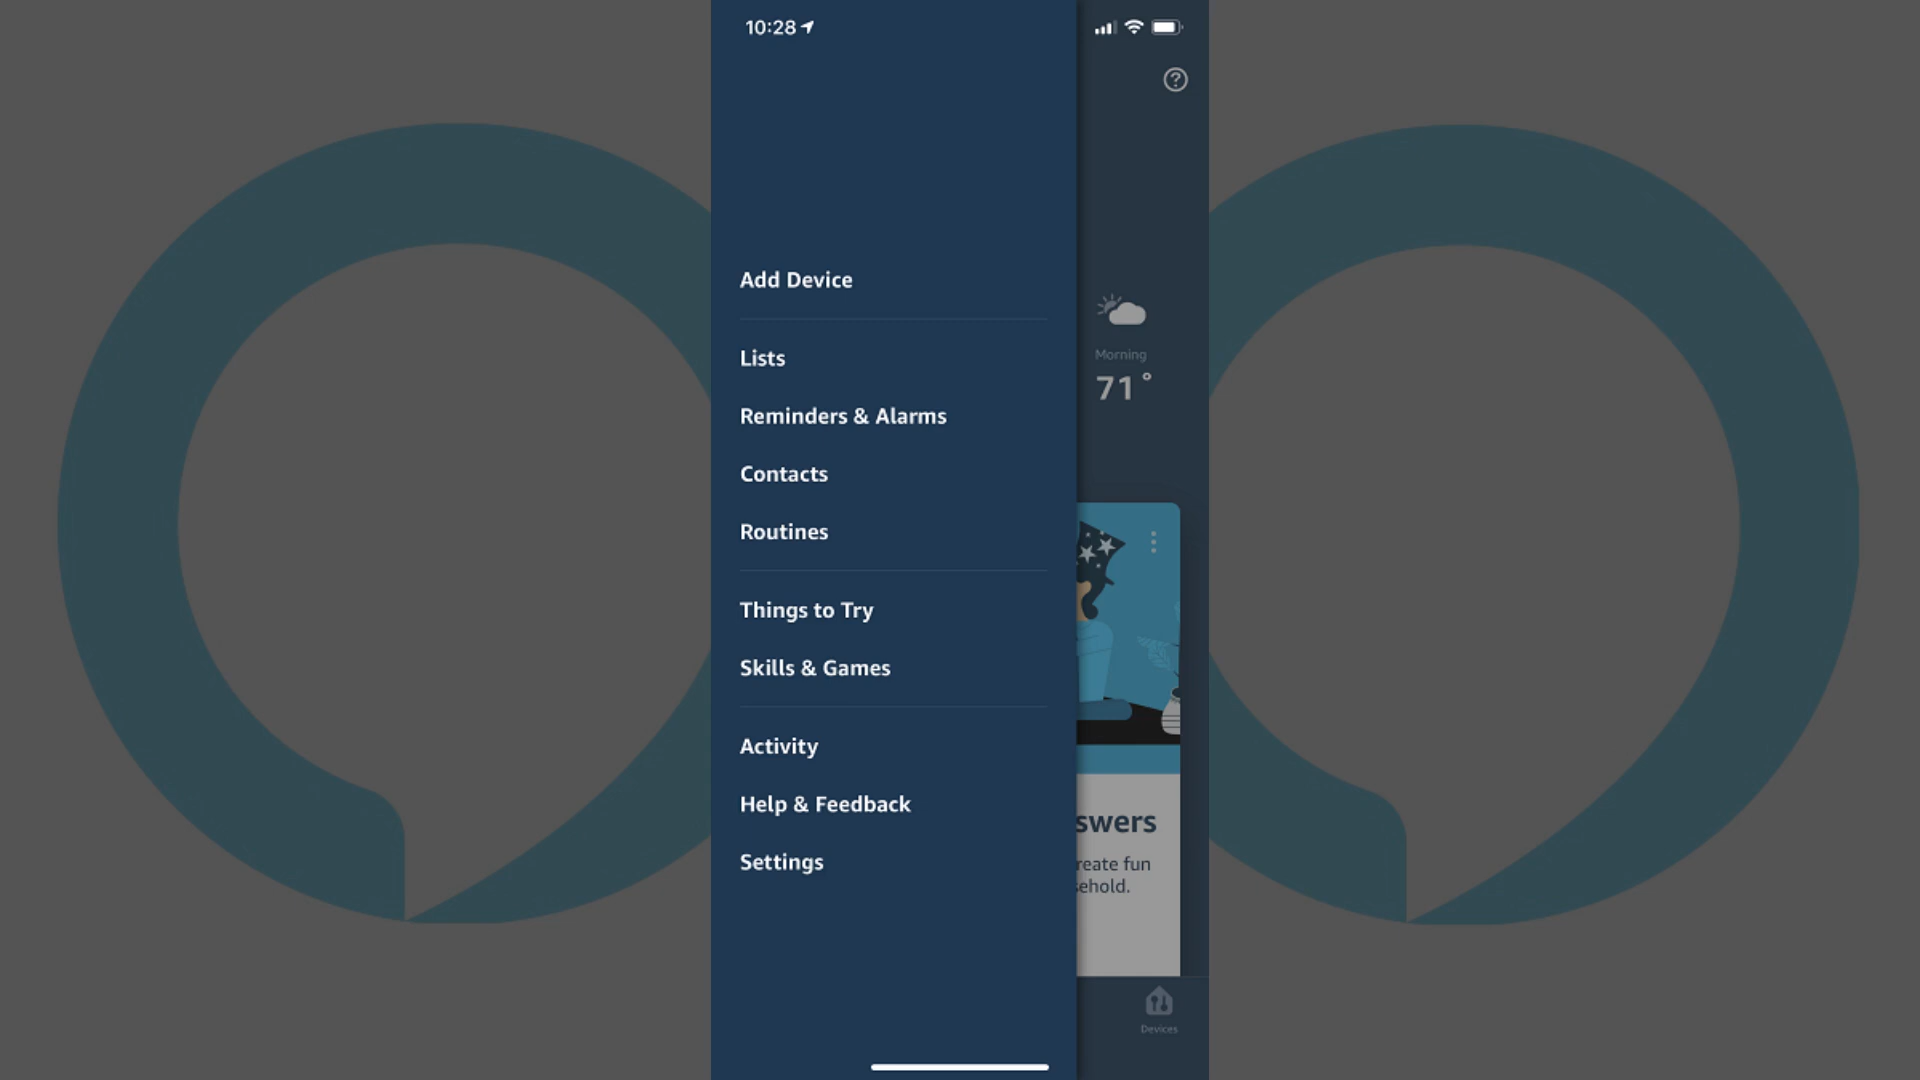 10:28
Add Device
Lists
Reminders & Alarms
Contacts
Routines
Things to Try
Skills & Games
Activity
Help & Feedback
Settings
Morning
71°
swers
reate fun
sehold.
Devices